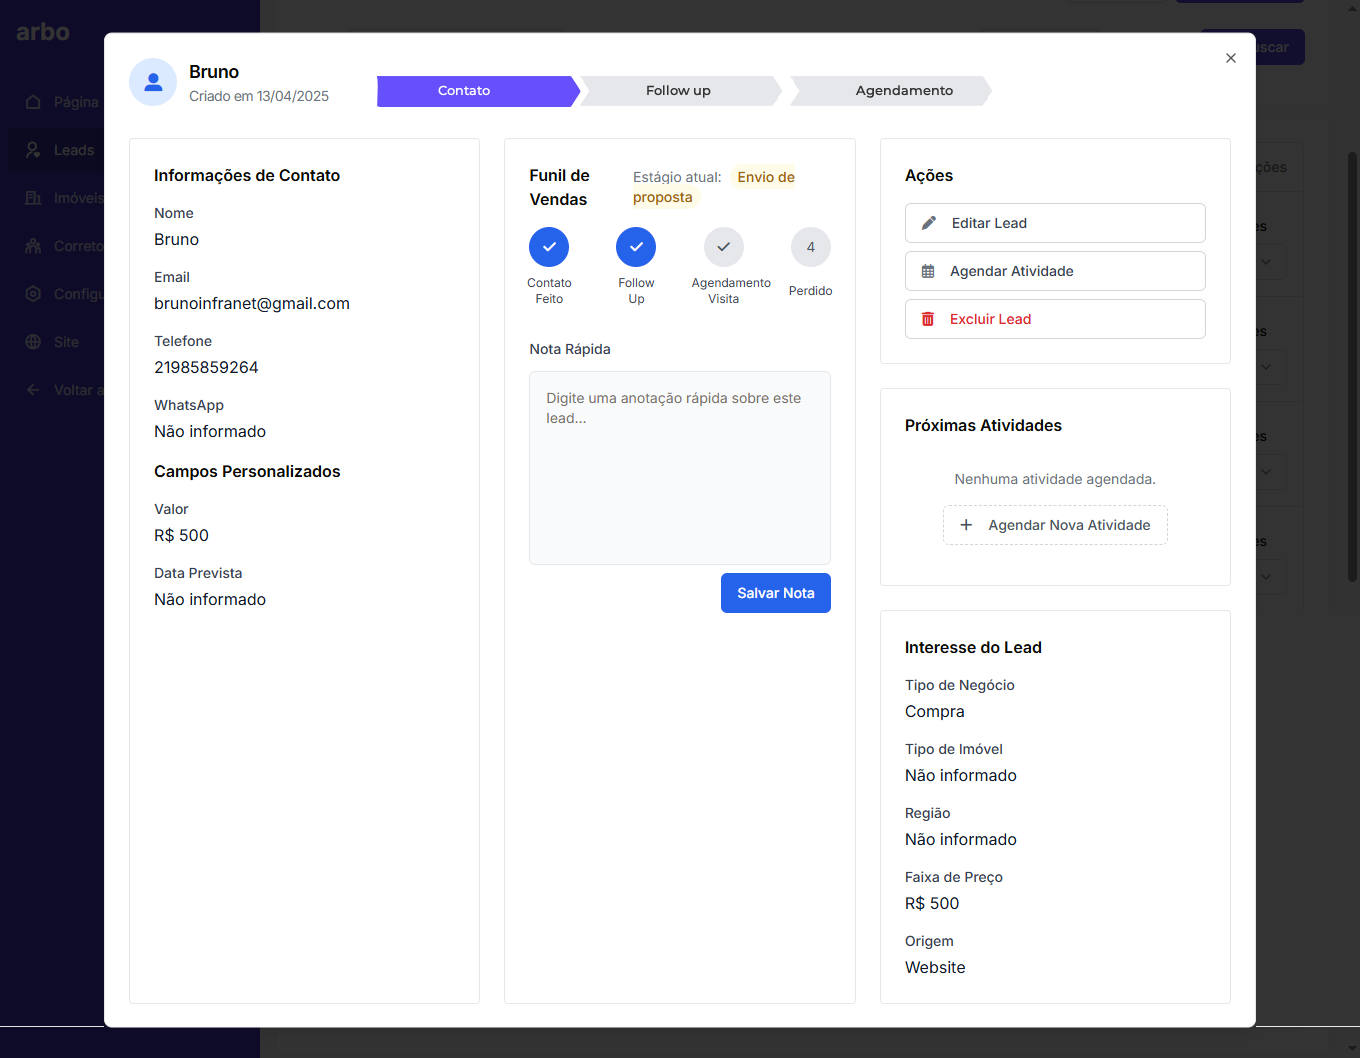 arbo
Página
Leads
Imóveis
Correto
Configu
Site
Voltar a
uscar
ções
es
es
es
es
Bruno
Criado em 13/04/2025
Contato
Follow up
Agendamento
Informações de Contato
Nome
Bruno
Email
brunoinfranet@gmail.com
Telefone
21985859264
WhatsApp
Não informado
Campos Personalizados
Valor
R$ 500
Data Prevista
Não informado
Funil de
Vendas
Estágio atual: Envio de
proposta
Contato
Feito
Follow
Up
Agendamento
Visita
4
Perdido
Nota Rápida
Digite uma anotação rápida sobre este
lead...
Salvar Nota
Ações
Editar Lead
Agendar Atividade
Excluir Lead
Próximas Atividades
Nenhuma atividade agendada.
+ Agendar Nova Atividade
Interesse do Lead
Tipo de Negócio
Compra
Tipo de Imóvel
Não informado
Região
Não informado
Faixa de Preço
R$ 500
Origem
Website